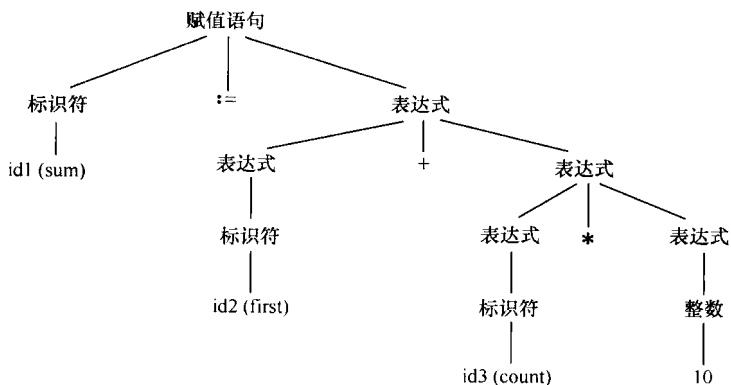 赋值语句
标识符 := 表达式
id1 (sum) 表达式 + 表达式
标识符 表达式 * 表达式
id2 (first) 标识符 整数
id3 (count) 10